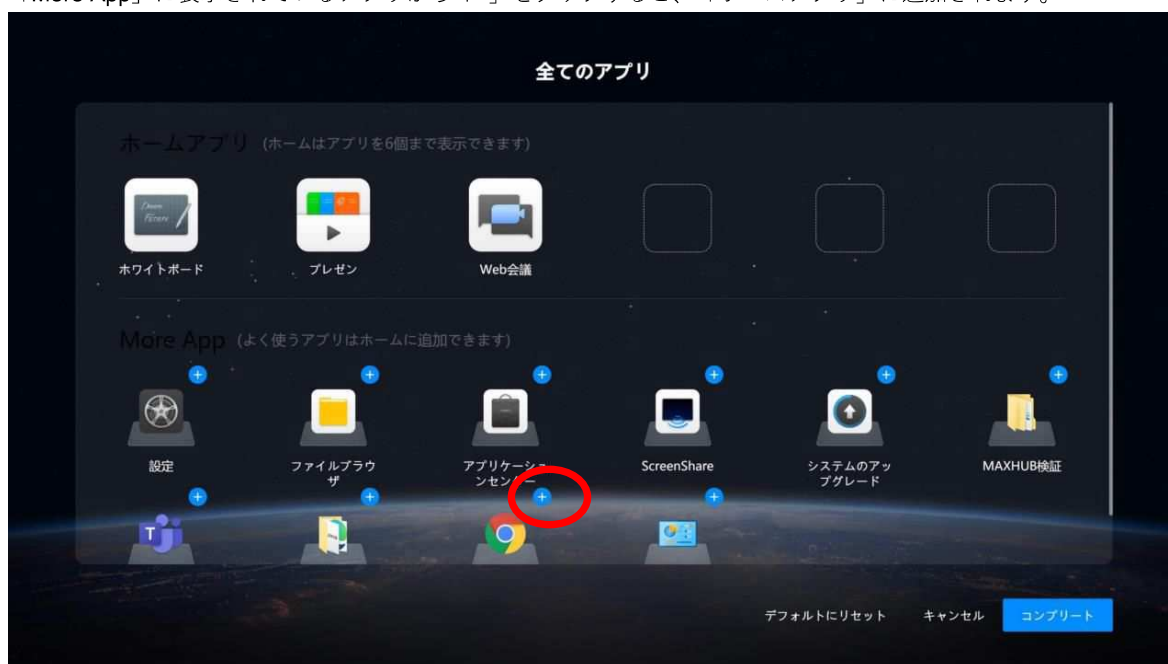 全てのアプリ
ホームアプリ (ホームはアプリを6個まで表示できます)
ホワイトボード
プレゼン
Web会議
More App (よく使うアプリはホームに追加できます)
設定
ファイルブラウ
ザ
アプリケーショ
ンセンター
ScreenShare
システムのアッ
プグレード
MAXHUB検証
デフォルトにリセット
キャンセル
コンプリート